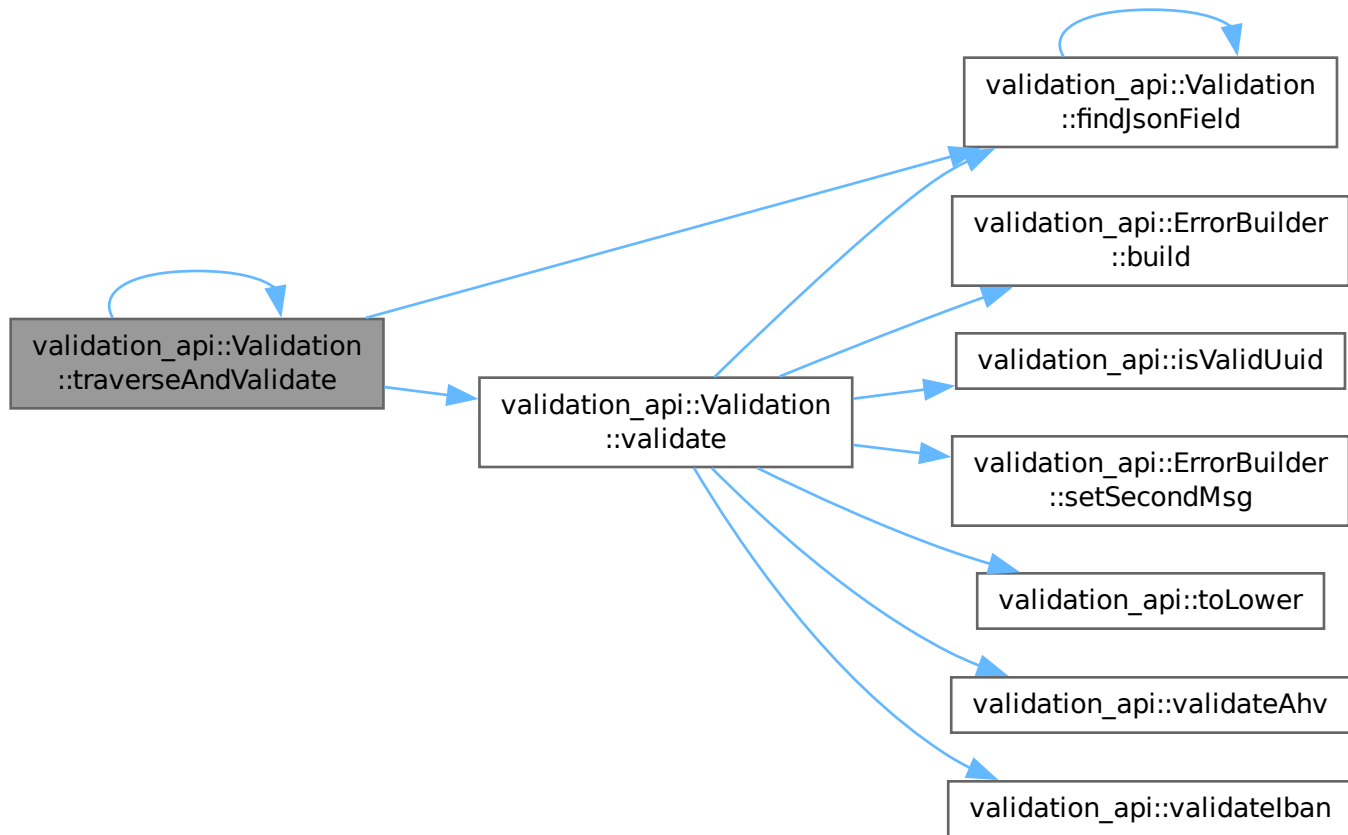 validation_api::Validation
::traverseAndValidate
validation_api::Validation
::validate
validation_api::Validation
::findJsonField
validation_api::ErrorBuilder
::build
validation_api::isValidUuid
validation_api::ErrorBuilder
::setSecondMsg
validation_api::toLower
validation_api::validateAhv
validation_api::validateIban